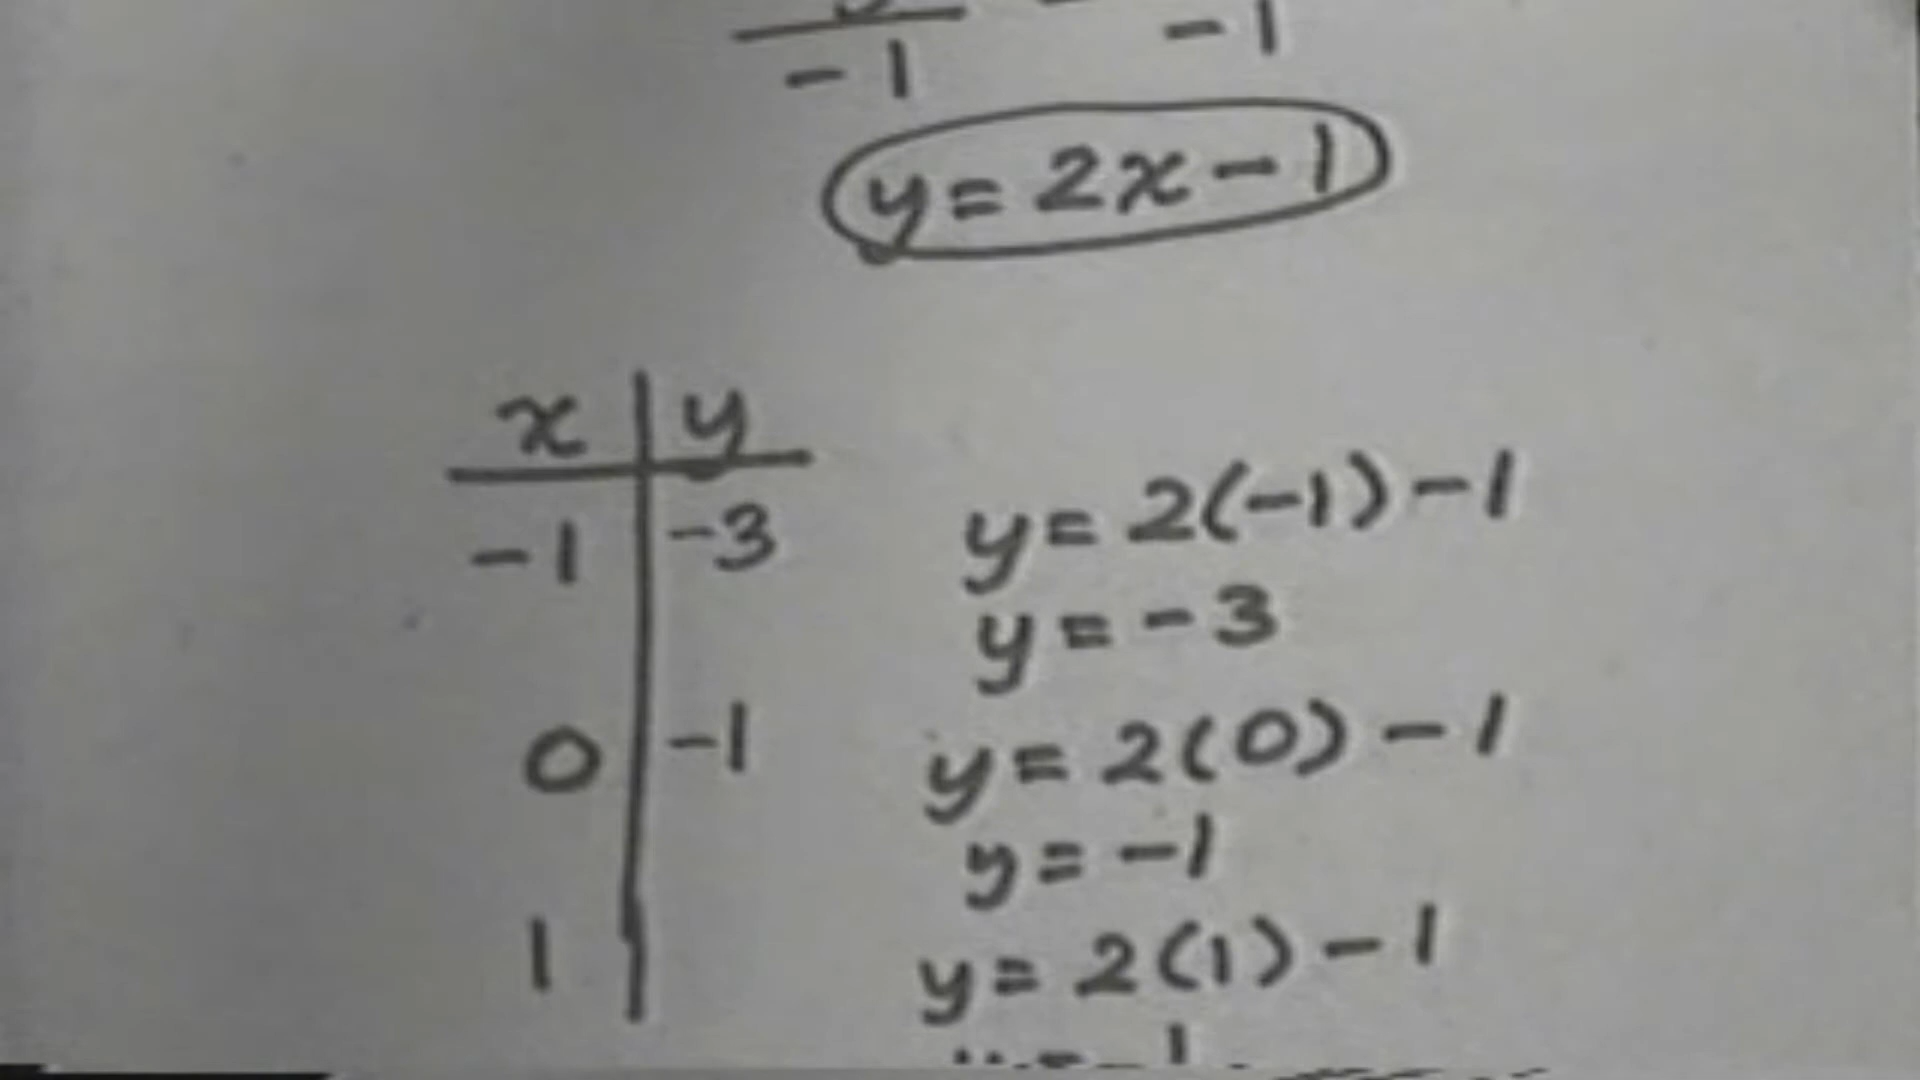 -1 -1
y = 2x - 1
x y
-1 -3 y = 2(-1) - 1
y = -3
0 -1 y = 2(0) - 1
y = -1
1 y = 2(1) - 1